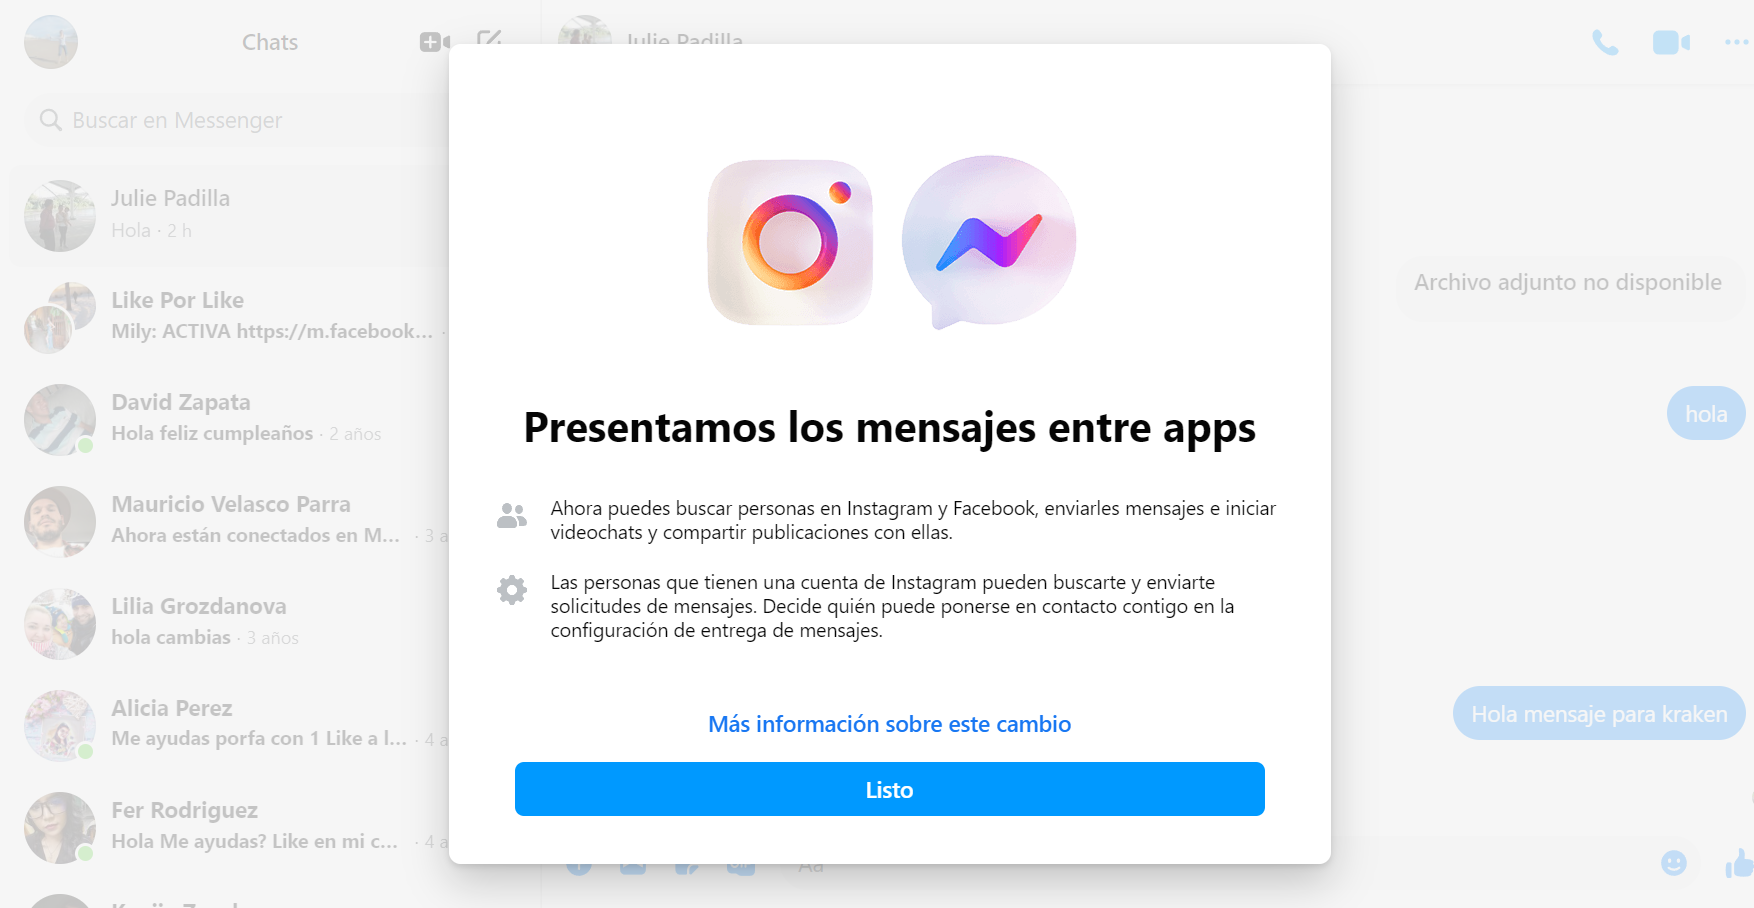 Chats
Buscar en Messenger
Julie Padilla
Hola · 2 h
Like Por Like
Mily: ACTIVA https://m.facebook... ·
David Zapata
Hola feliz cumpleaños · 2 años
Mauricio Velasco Parra
Ahora están conectados en M... · 3 a
Lilia Grozdanova
hola cambias · 3 años
Alicia Perez
Me ayudas porfa con 1 Like a l... · 4 a
Fer Rodriguez
Hola Me ayudas? Like en mi c... · 4 a
Julie Padilla
Archivo adjunto no disponible
hola
Hola mensaje para kraken
Aa
Presentamos los mensajes entre apps
Ahora puedes buscar personas en Instagram y Facebook, enviarles mensajes e iniciar
videochats y compartir publicaciones con ellas.
Las personas que tienen una cuenta de Instagram pueden buscarte y enviarte
solicitudes de mensajes. Decide quién puede ponerse en contacto contigo en la
configuración de entrega de mensajes.
Más información sobre este cambio
Listo